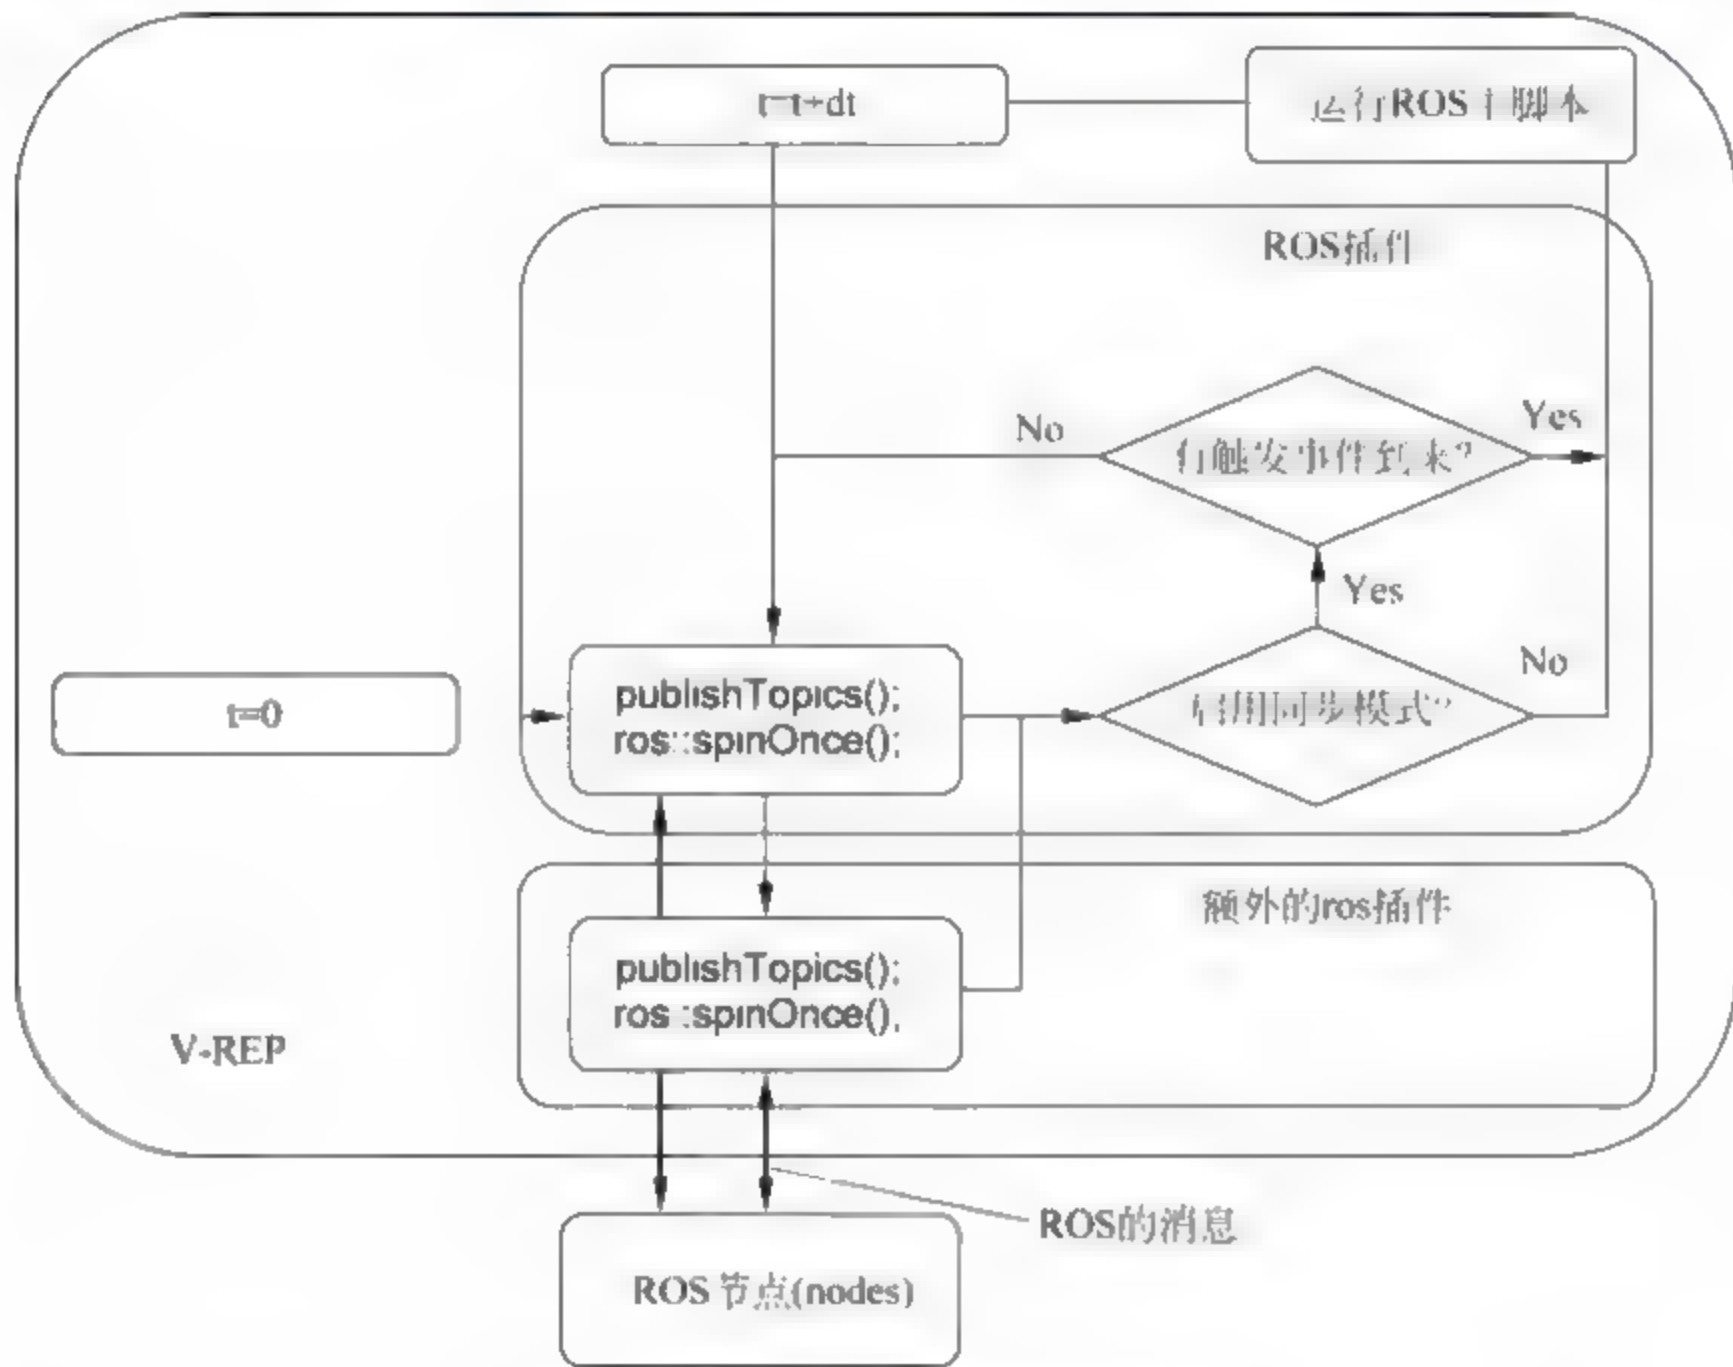 t=t+dt
运行ROS主脚本
ROS插件
No
有触发事件到来?
Yes
Yes
publishTopics();
ros::spinOnce();
启用同步模式?
No
t=0
额外的ros插件
publishTopics();
ros::spinOnce();
V-REP
ROS的消息
ROS 节点(nodes)